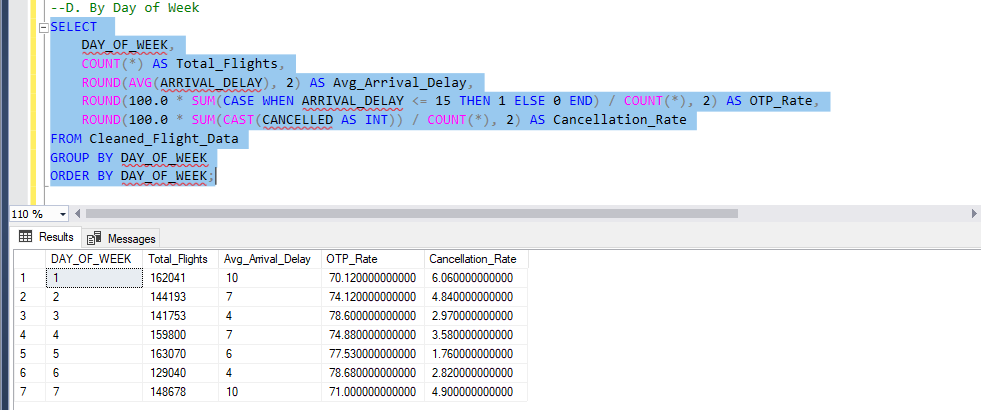 --D. By Day of Week
SELECT
DAY_OF_WEEK,
COUNT(*) AS Total_Flights,
ROUND(AVG(ARRIVAL_DELAY), 2) AS Avg_Arrival_Delay,
ROUND(100.0 * SUM(CASE WHEN ARRIVAL_DELAY <= 15 THEN 1 ELSE 0 END) / COUNT(*), 2) AS OTP_Rate,
ROUND(100.0 * SUM(CAST(CANCELLED AS INT)) / COUNT(*), 2) AS Cancellation_Rate
FROM Cleaned_Flight_Data
GROUP BY DAY_OF_WEEK
ORDER BY DAY_OF_WEEK;
110 %
Results Messages
DAY_OF_WEEK Total_Flights Avg_Arrival_Delay OTP_Rate Cancellation_Rate
1 1 162041 10 70.120000000000 6.060000000000
2 2 144193 7 74.120000000000 4.840000000000
3 3 141753 4 78.600000000000 2.970000000000
4 4 159800 7 74.880000000000 3.580000000000
5 5 163070 6 77.530000000000 1.760000000000
6 6 129040 4 78.680000000000 2.820000000000
7 7 148678 10 71.000000000000 4.900000000000